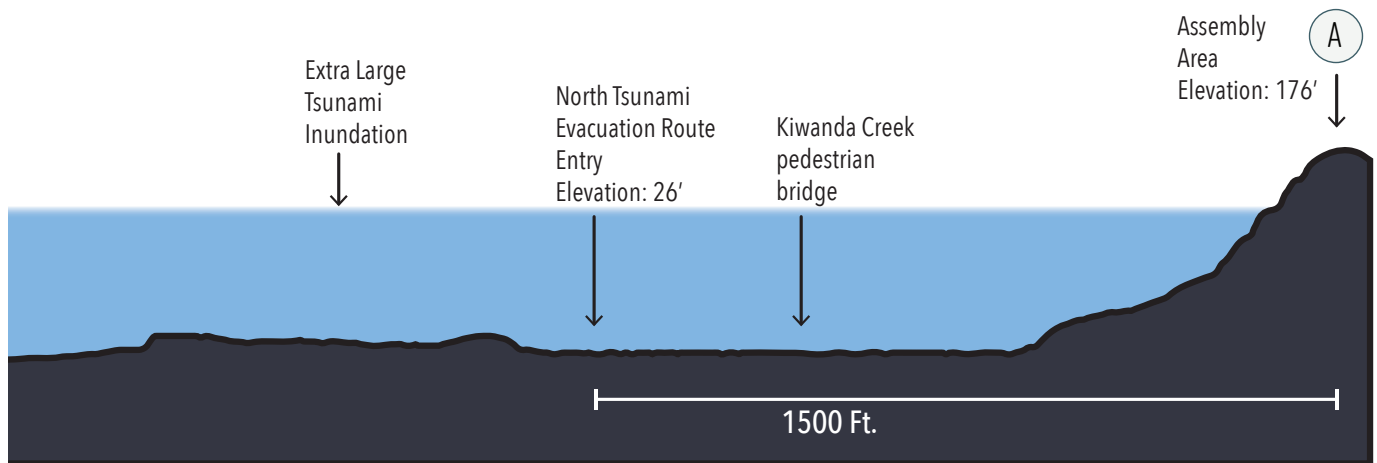 Extra Large
Tsunami
Inundation
North Tsunami
Evacuation Route
Entry
Elevation: 26′
Kiwanda Creek
pedestrian
bridge
Assembly
Area
Elevation: 176′
A
1500 Ft.